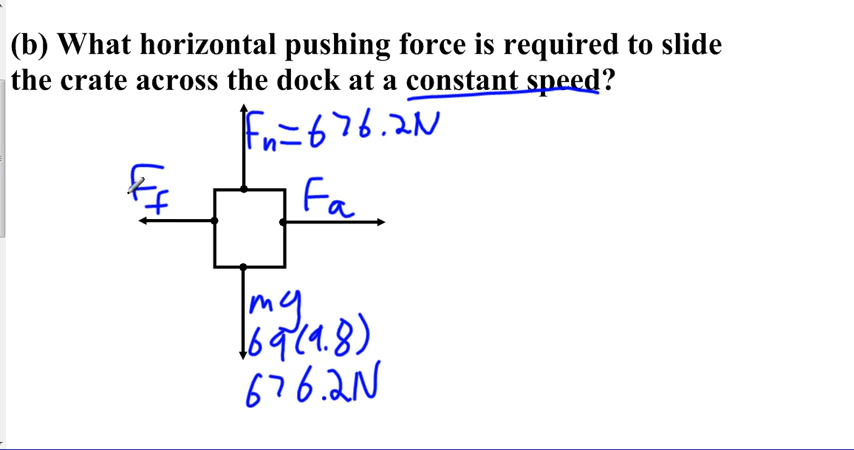 (b) What horizontal pushing force is required to slide
the crate across the dock at a constant speed?
Fn=676.2N
Ff
Fa
mg
69(9.8)
676.2N